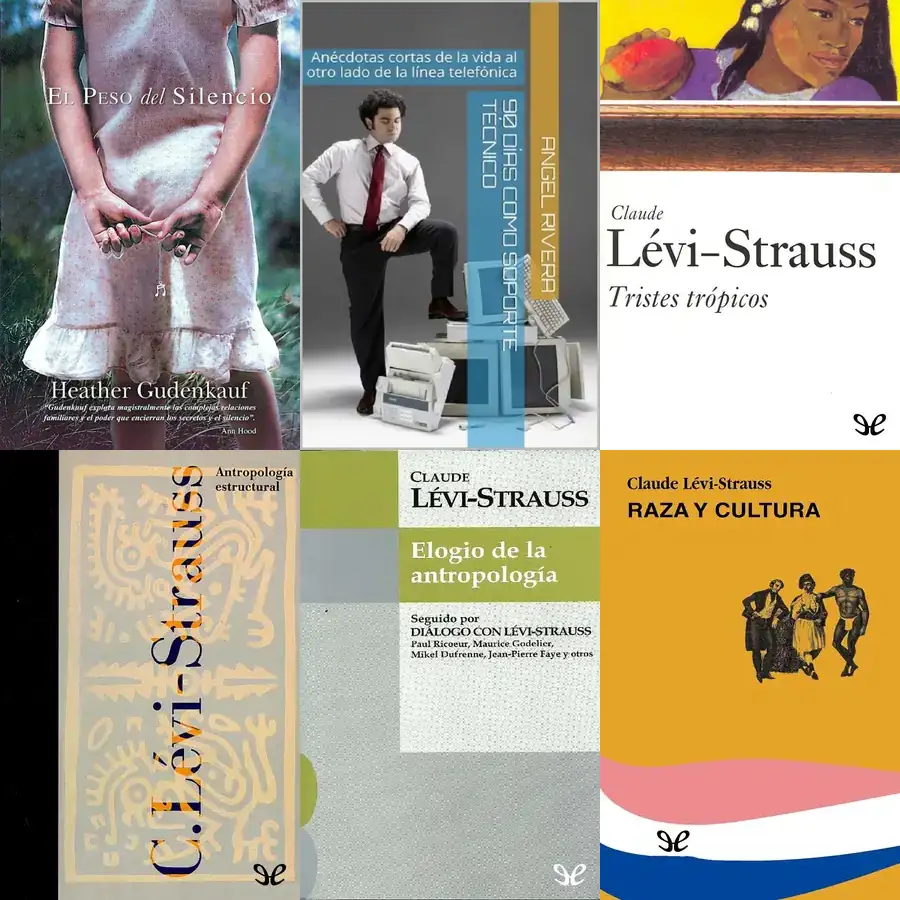 El Peso del Silencio
Heather Gudenkauf
"Gudenkauf explora magistralmente las complejas relaciones
familiares y el poder que encierran los secretos y el silencio".
Ann Hood
Anécdotas cortas de la vida al
otro lado de la línea telefónica
90 DÍAS COMO SOPORTE
TÉCNICO
ANGEL RIVERA
Claude
Lévi-Strauss
Tristes trópicos
Antropología
estructural
C.Lévi-Strauss
CLAUDE
LÉVI-STRAUSS
Elogio de la
antropología
Seguido por
DIÁLOGO CON LÉVI-STRAUSS
Paul Ricoeur, Maurice Godelier,
Mikel Dufrenne, Jean-Pierre Faye y otros
Claude Lévi-Strauss
RAZA Y CULTURA